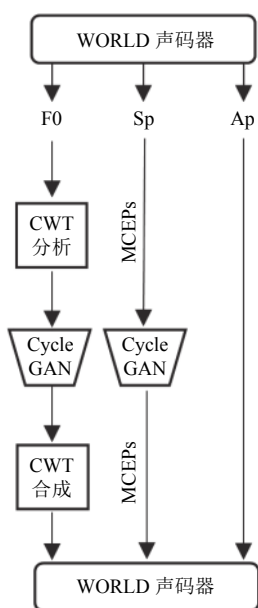 WORLD 声码器
F0 Sp Ap
MCEPs
CWT
分析
Cycle
GAN
Cycle
GAN
CWT
合成
MCEPs
WORLD 声码器